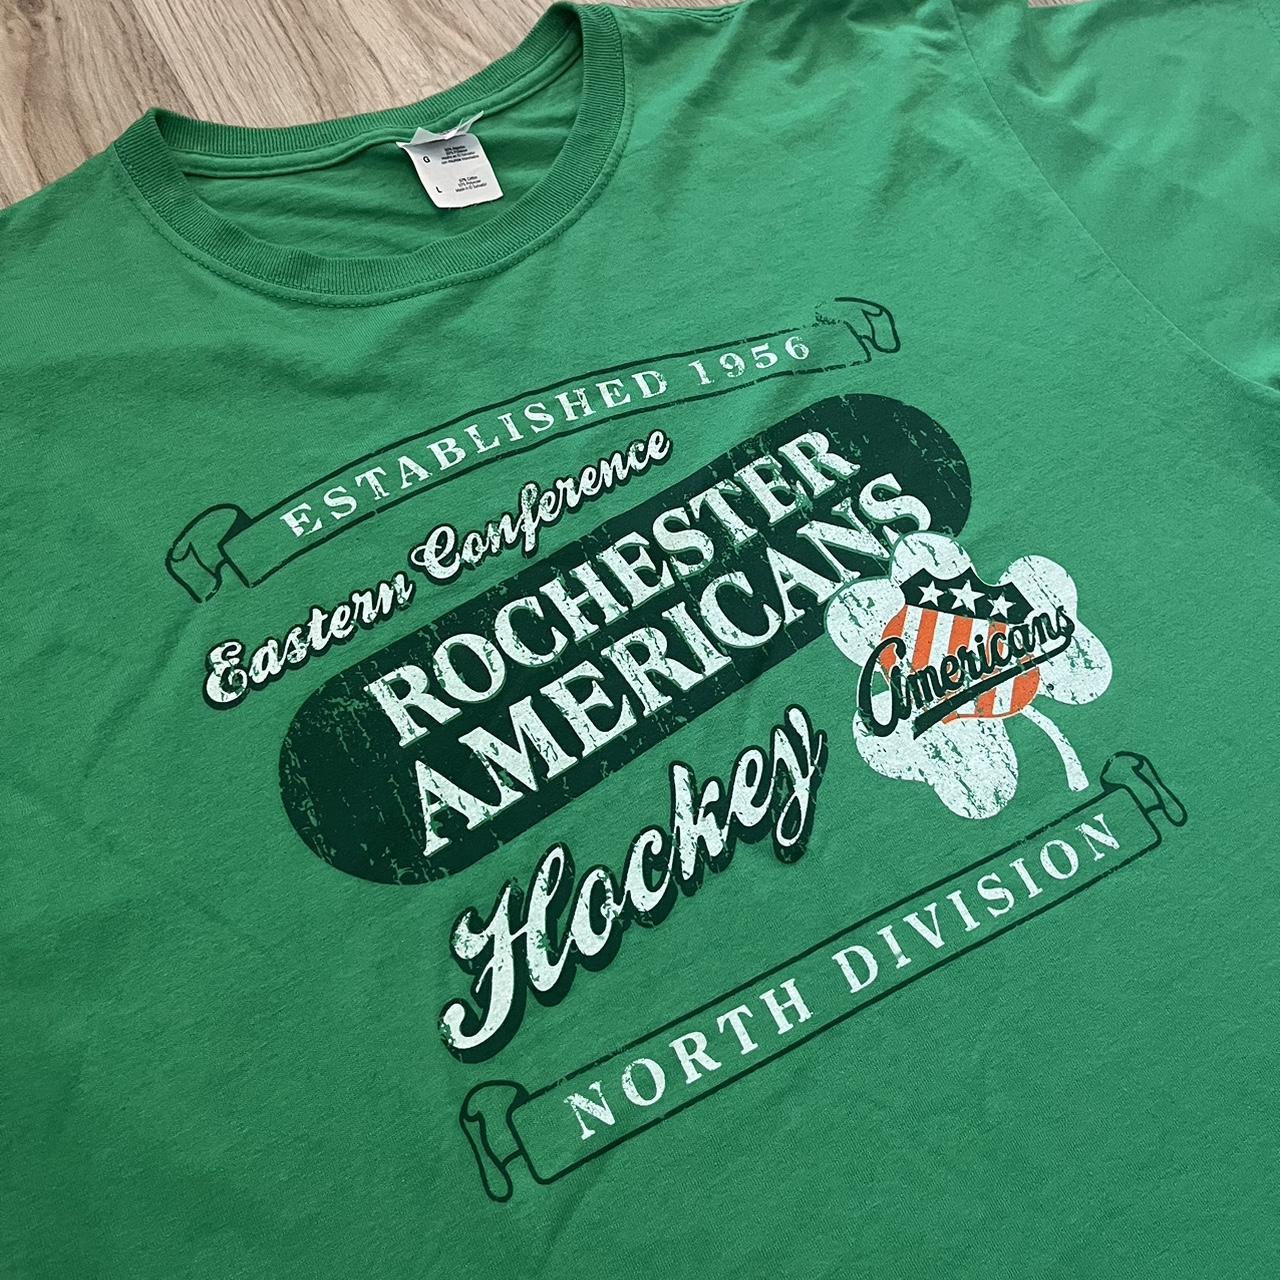 G
L
ESTABLISHED 1956
Eastern Conference
ROCHESTER
AMERICANS
Americans
Hockey
NORTH DIVISION